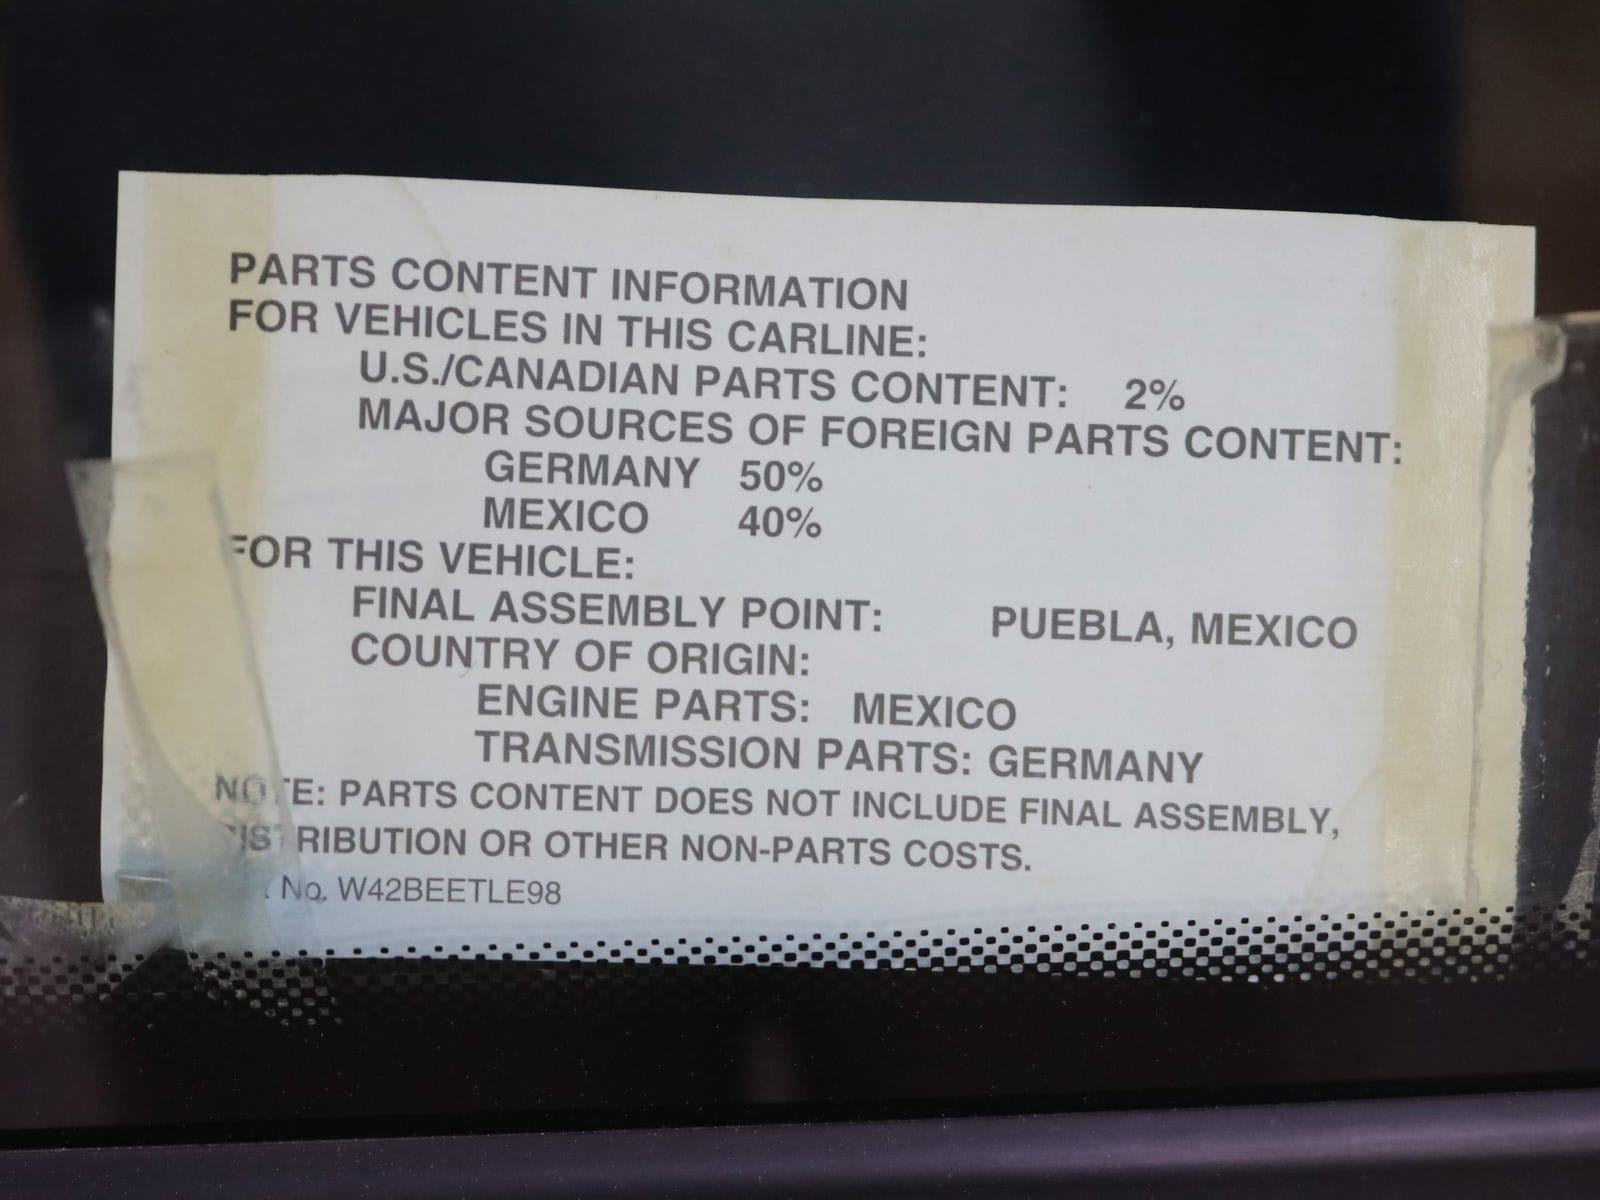 PARTS CONTENT INFORMATION
FOR VEHICLES IN THIS CARLINE:
U.S./CANADIAN PARTS CONTENT: 2%
MAJOR SOURCES OF FOREIGN PARTS CONTENT:
GERMANY 50%
MEXICO 40%
FOR THIS VEHICLE:
FINAL ASSEMBLY POINT: PUEBLA, MEXICO
COUNTRY OF ORIGIN:
ENGINE PARTS: MEXICO
TRANSMISSION PARTS: GERMANY
NOTE: PARTS CONTENT DOES NOT INCLUDE FINAL ASSEMBLY,
DISTRIBUTION OR OTHER NON-PARTS COSTS.
No. W42BEETLE98